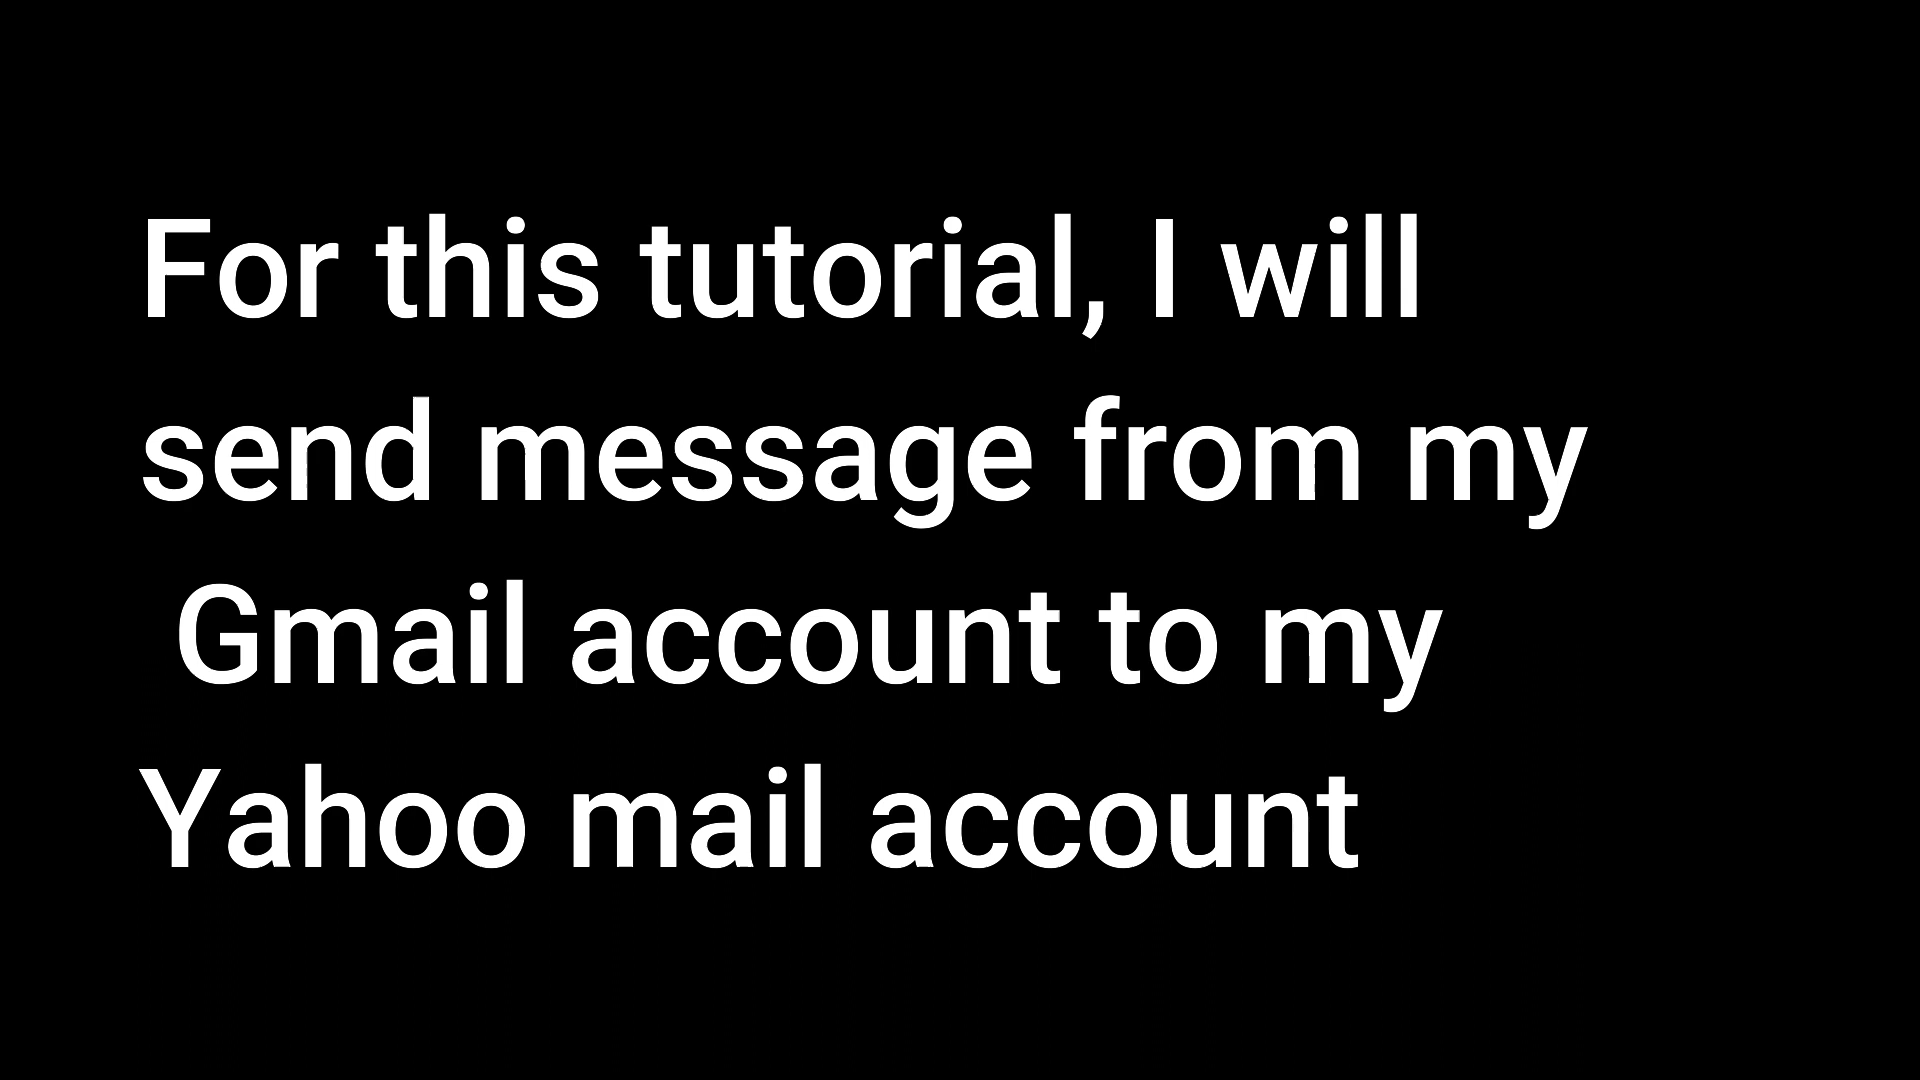 For this tutorial, I will
send message from my
Gmail account to my
Yahoo mail account